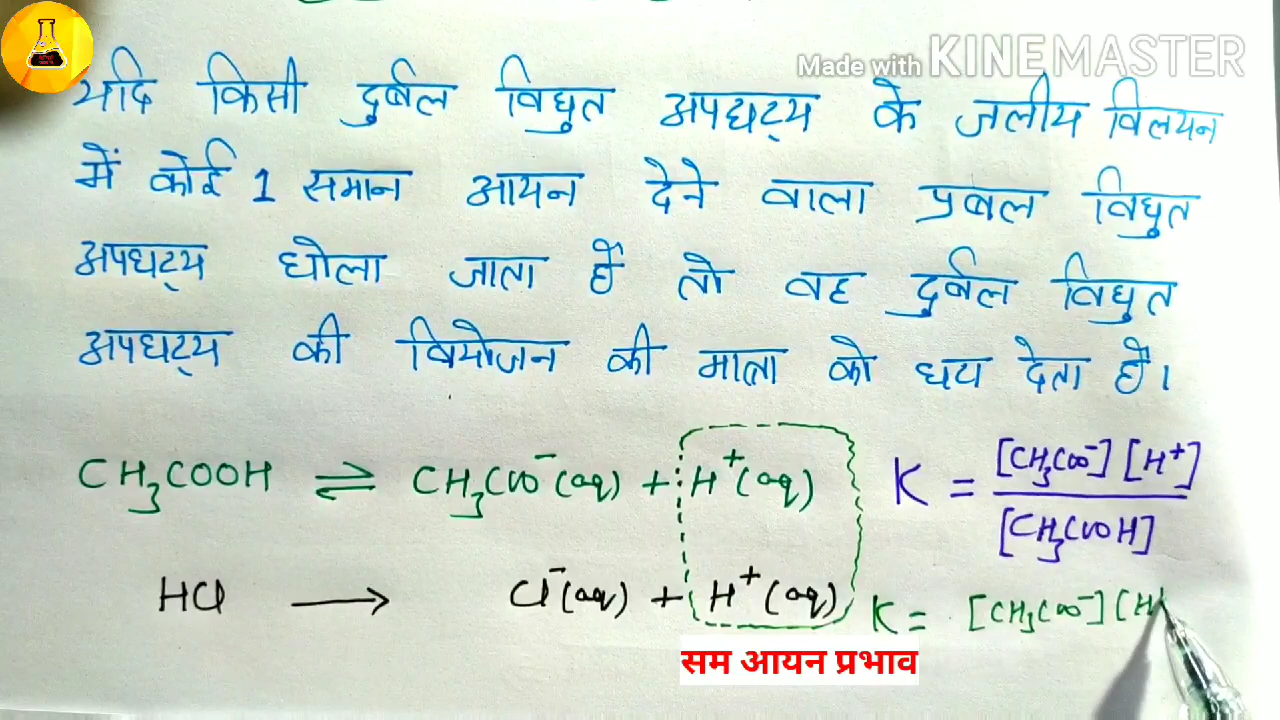 Made with KINEMASTER
यदि किसी दुर्बल विधुत अपघट्य के जलीय विलयन
में कोई 1 समान आयन देने वाला प्रबल विधुत
अपघट्य घोला जाता है तो वह दुर्बल विधुत
अपघट्य की वियोजन की मात्रा को घटा देता है।
CH₃COOH ⇌ CH₃COO⁻(aq) + H⁺(aq) K = [CH₃COO⁻][H⁺] / [CH₃COOH]
HCl ⟶ Cl⁻(aq) + H⁺(aq) K = [CH₃COO⁻][H
सम आयन प्रभाव